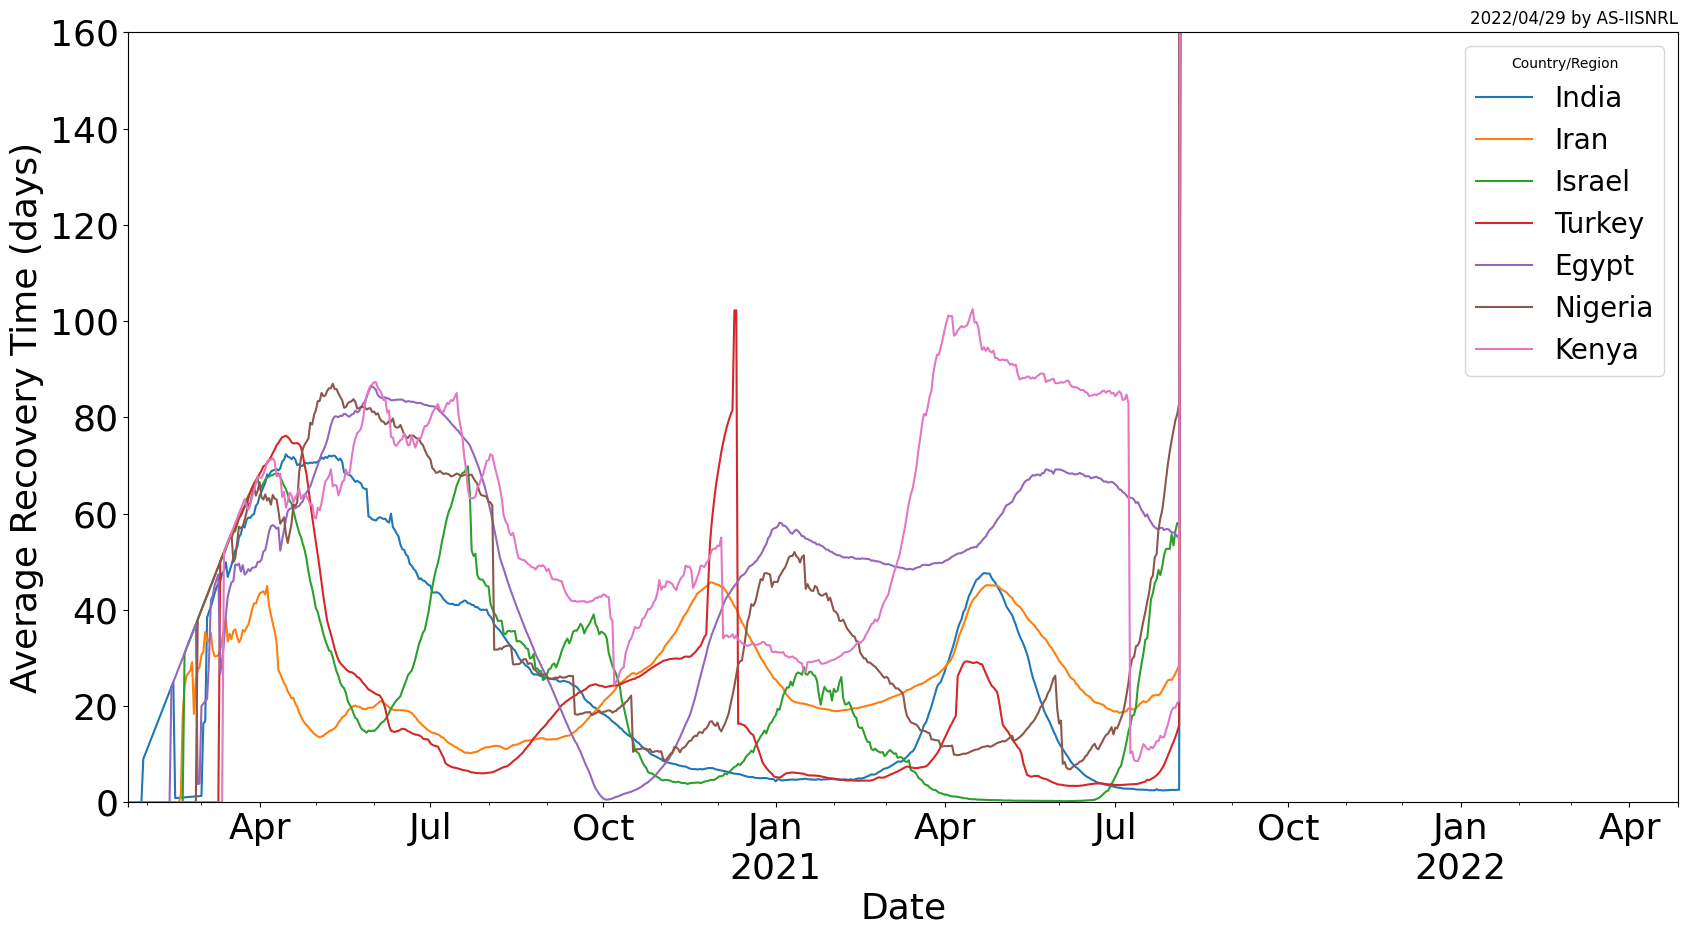 2022/04/29 by AS-IISNRL
Average Recovery Time (days)
160
140
120
100
80
60
40
20
0
Country/Region
India
Iran
Israel
Turkey
Egypt
Nigeria
Kenya
Apr Jul Oct Jan Apr Jul Oct Jan Apr
2021 2022
Date